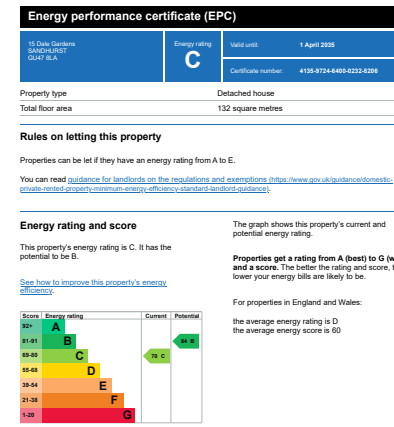 Energy performance certificate (EPC)
15 Dale Gardens
SANDHURST
GU47 8LA
Energy rating
C
Valid until:
1 April 2035
Certificate number:
4135-9724-6400-0232-8206
Property type
Detached house
Total floor area
132 square metres
Rules on letting this property
Properties can be let if they have an energy rating from A to E.
You can read guidance for landlords on the regulations and exemptions (https://www.gov.uk/guidance/domestic-
private-rented-property-minimum-energy-efficiency-standard-landlord-guidance).
Energy rating and score
This property's energy rating is C. It has the
potential to be B.
See how to improve this property's energy
efficiency.
Score Energy rating Current Potential
92+ A
81-91 B 84 B
69-80 C 70 C
55-68 D
39-54 E
21-38 F
1-20 G
The graph shows this property's current and
potential energy rating.
Properties get a rating from A (best) to G (w
and a score. The better the rating and score, t
lower your energy bills are likely to be.
For properties in England and Wales:
the average energy rating is D
the average energy score is 60